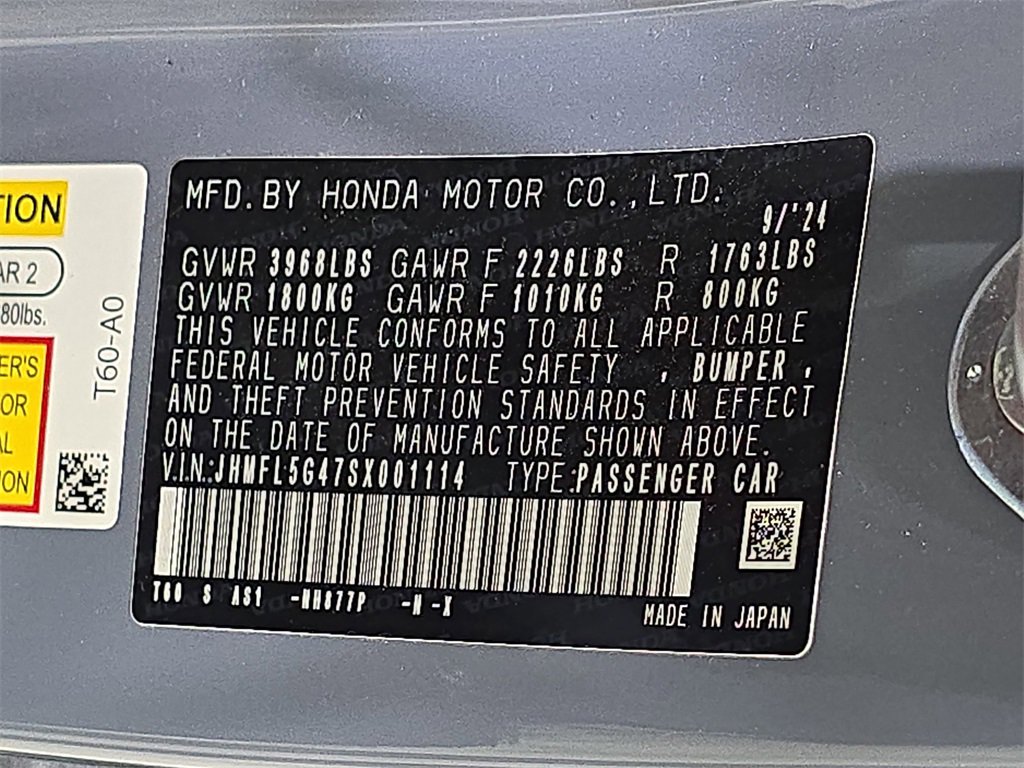 TION
AR 2
80lbs.
ER'S
OR
AL
ION
T60-A0
MFD.BY HONDA MOTOR CO.,LTD.
9/'24
GVWR 3968LBS GAWR F 2226LBS R 1763LBS
GVWR 1800KG GAWR F 1010KG R 800KG
THIS VEHICLE CONFORMS TO ALL APPLICABLE
FEDERAL MOTOR VEHICLE SAFETY , BUMPER ,
AND THEFT PREVENTION STANDARDS IN EFFECT
ON THE DATE OF MANUFACTURE SHOWN ABOVE.
V.I.N.:JHMFL5G47SX001114 TYPE:PASSENGER CAR
T60 S AS1 -NH877P -N -X
MADE IN JAPAN